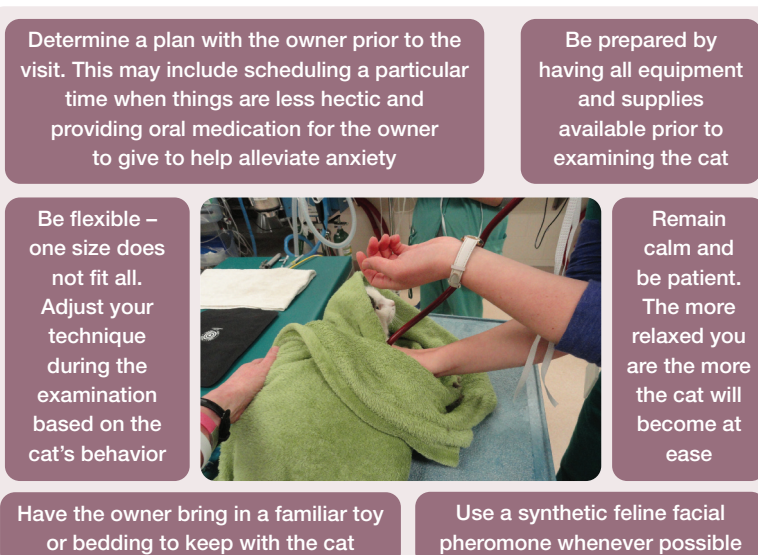 Determine a plan with the owner prior to the
visit. This may include scheduling a particular
time when things are less hectic and
providing oral medication for the owner
to give to help alleviate anxiety
Be prepared by
having all equipment
and supplies
available prior to
examining the cat
Be flexible –
one size does
not fit all.
Adjust your
technique
during the
examination
based on the
cat's behavior
Remain
calm and
be patient.
The more
relaxed you
are the more
the cat will
become at
ease
Have the owner bring in a familiar toy
or bedding to keep with the cat
Use a synthetic feline facial
pheromone whenever possible